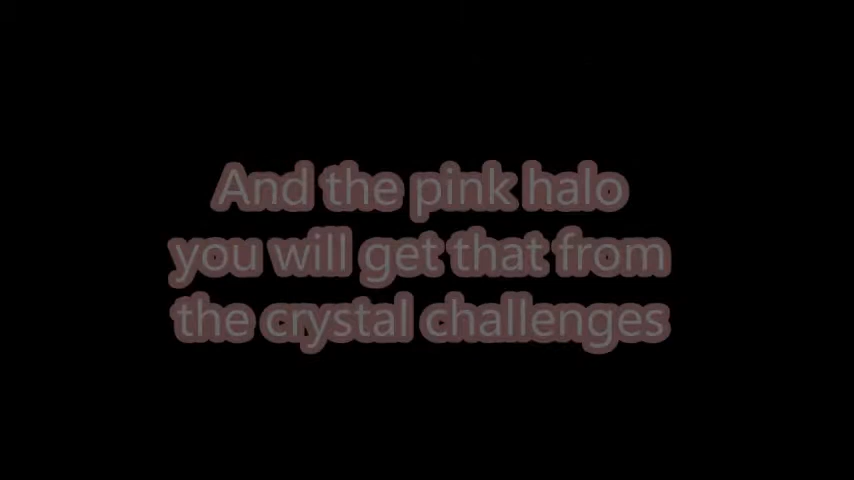 And the pink halo
you will get that from
the crystal challenges